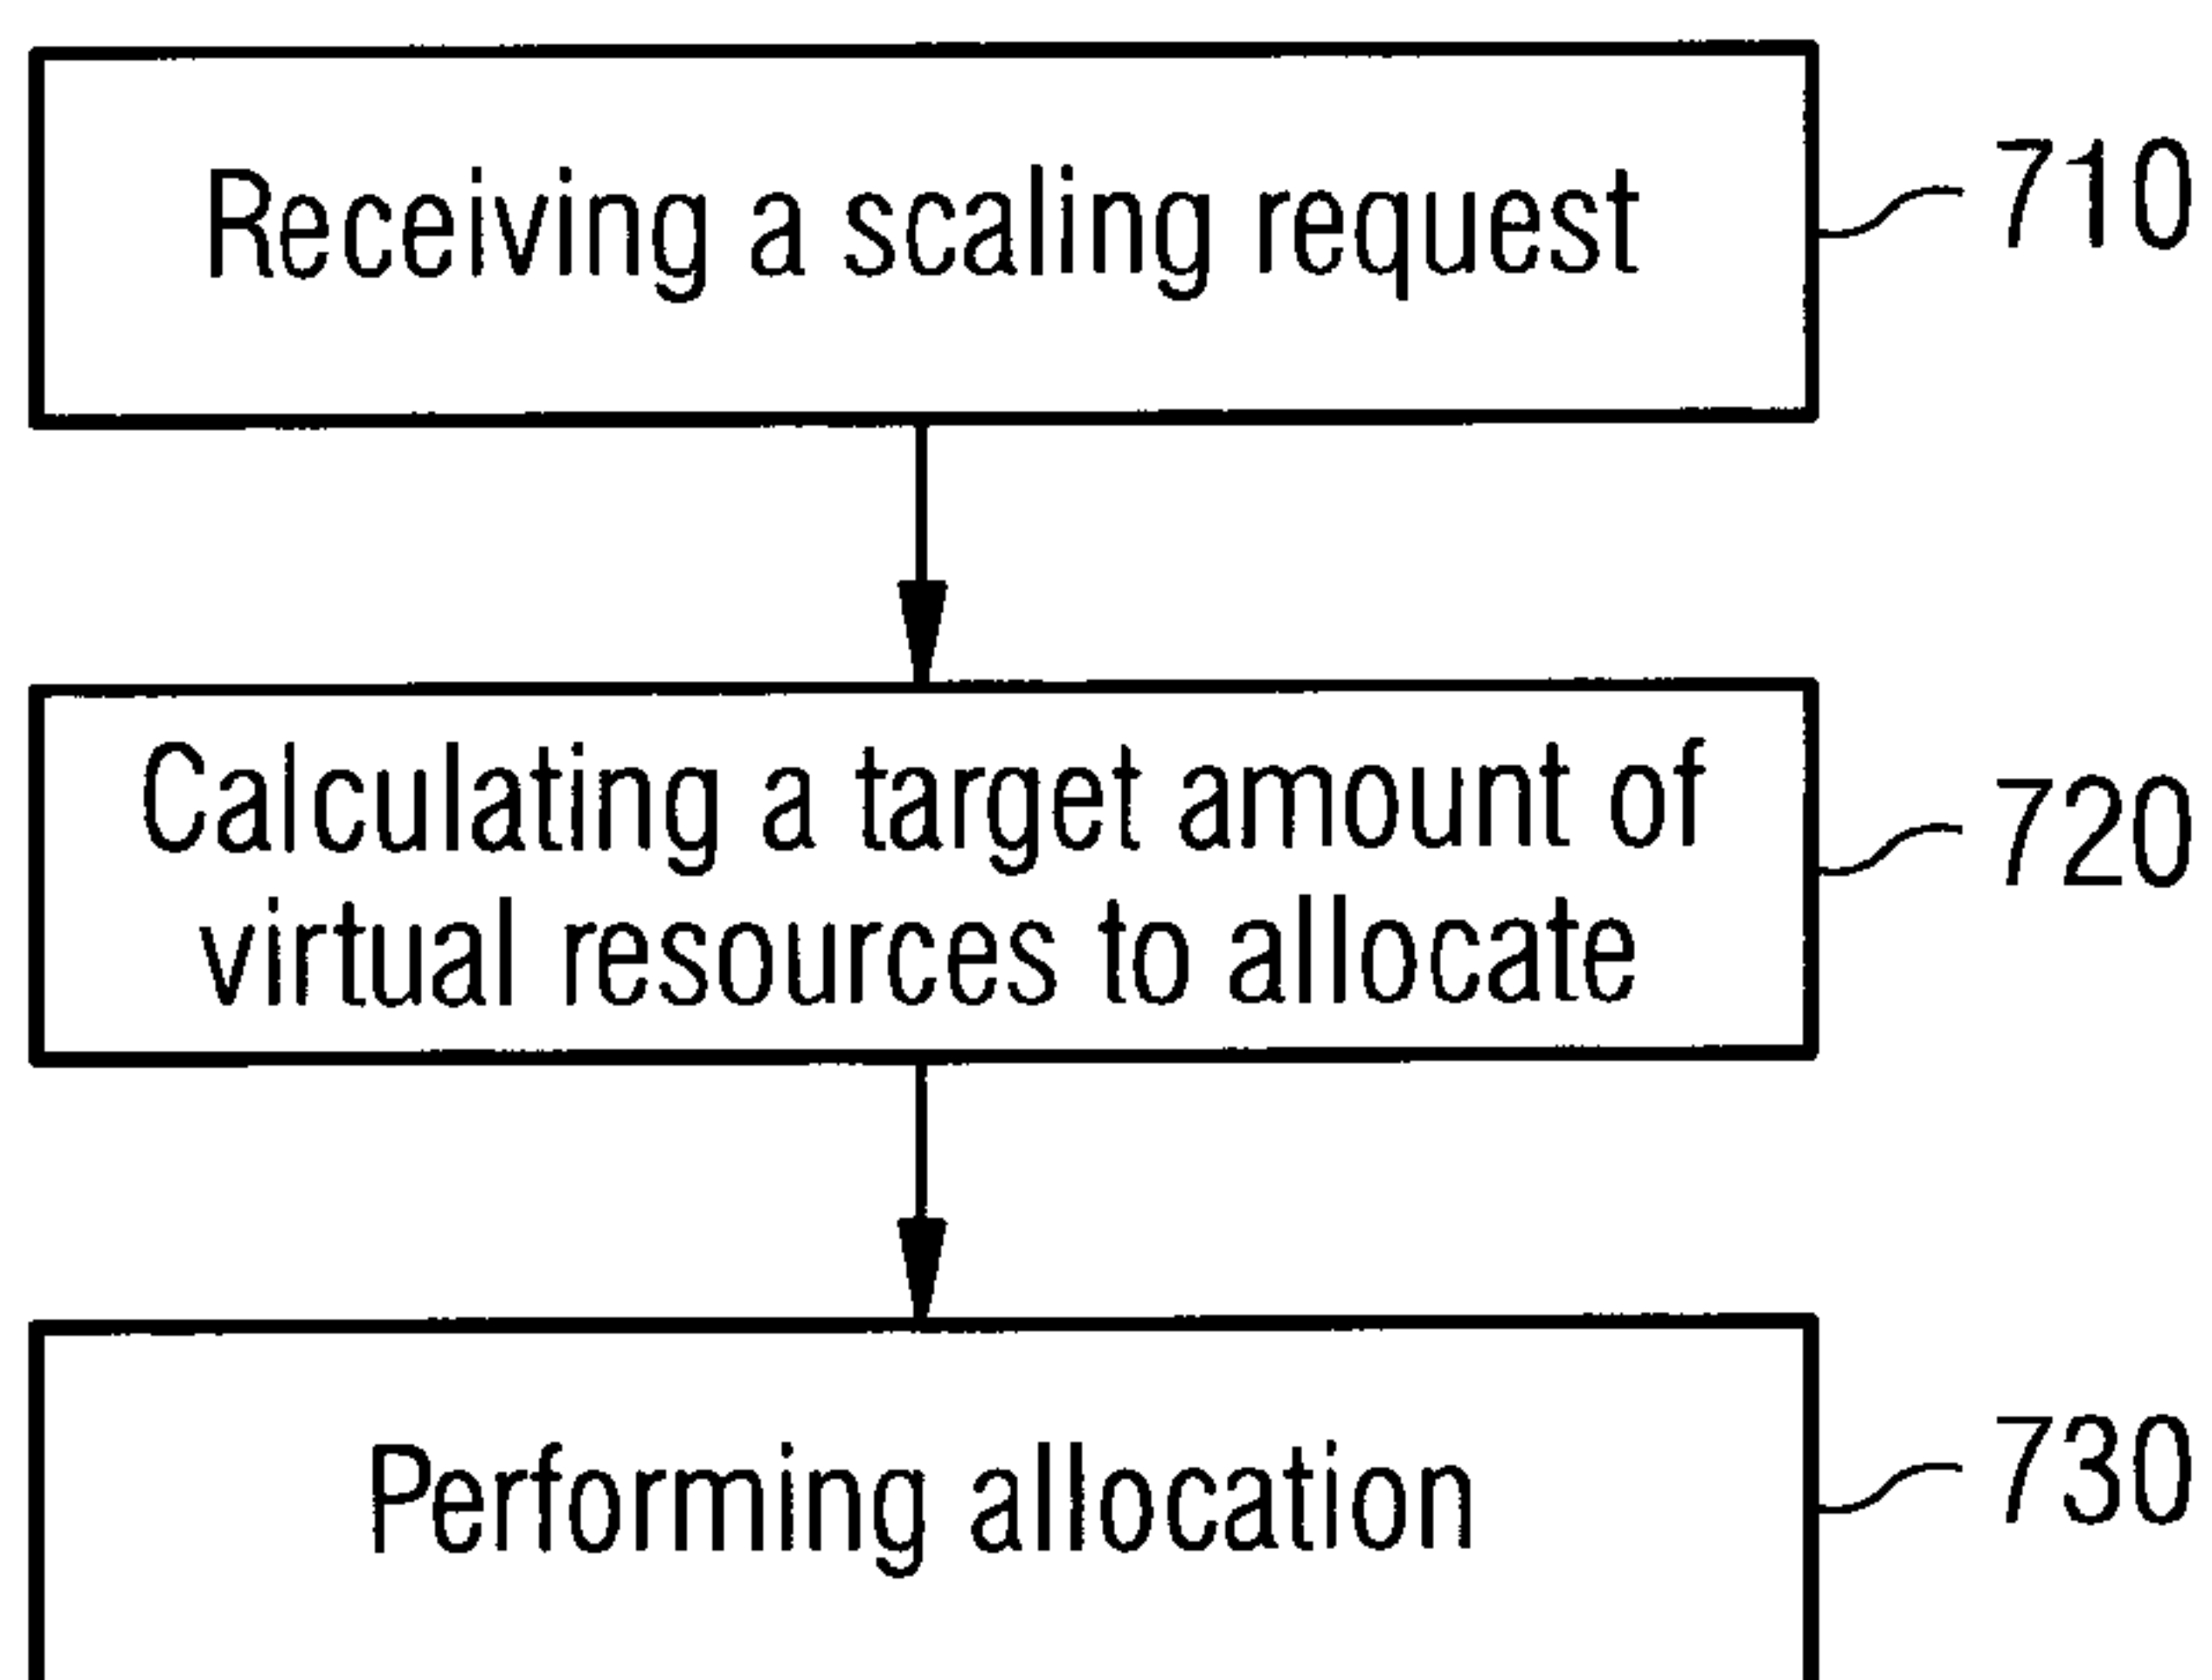 Receiving a scaling request
710
Calculating a target amount of
virtual resources to allocate
720
Performing allocation
730